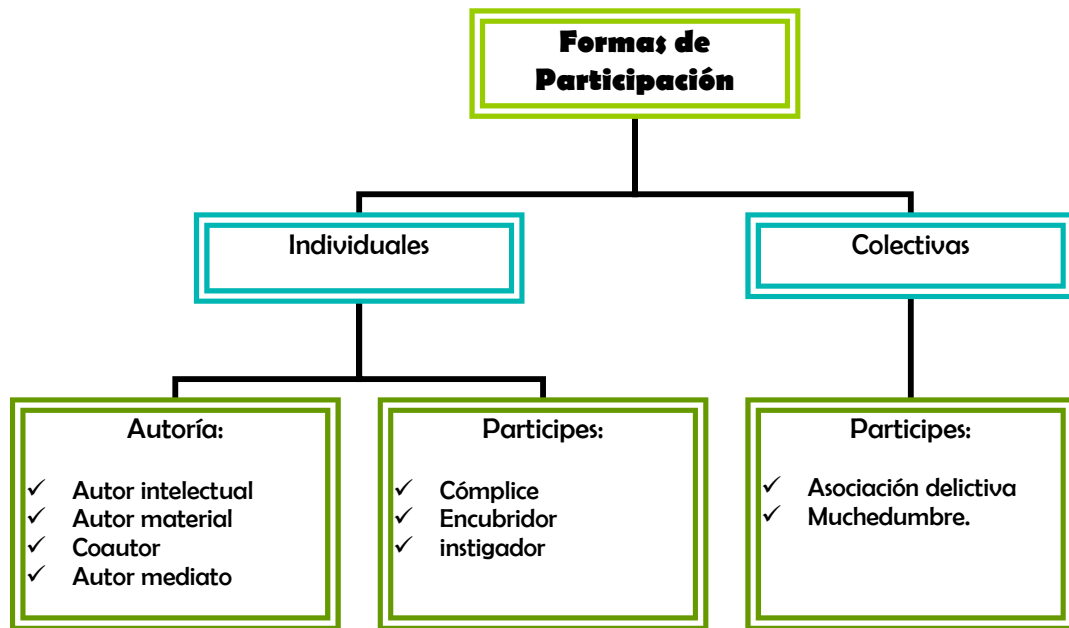 Formas de
Participación
Individuales
Colectivas
Autoría:
✓ Autor intelectual
✓ Autor material
✓ Coautor
✓ Autor mediato
Participes:
✓ Cómplice
✓ Encubridor
✓ instigador
Participes:
✓ Asociación delictiva
✓ Muchedumbre.